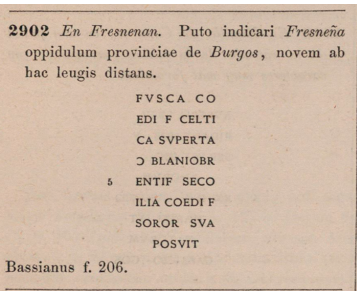 2902 En Fresnenan. Puto indicari Fresneña
oppidulum provinciae de Burgos, novem ab
hac leugis distans.
FVSCA CO
EDI F CELTI
CA SVPERTA
Ɔ BLANIOBR
5 ENTIF SECO
ILIA COEDI F
SOROR SVA
POSVIT
Bassianus f. 206.